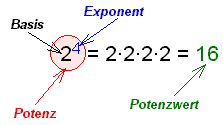 Exponent
Basis
2⁴ = 2·2·2·2 = 16
Potenz
Potenzwert